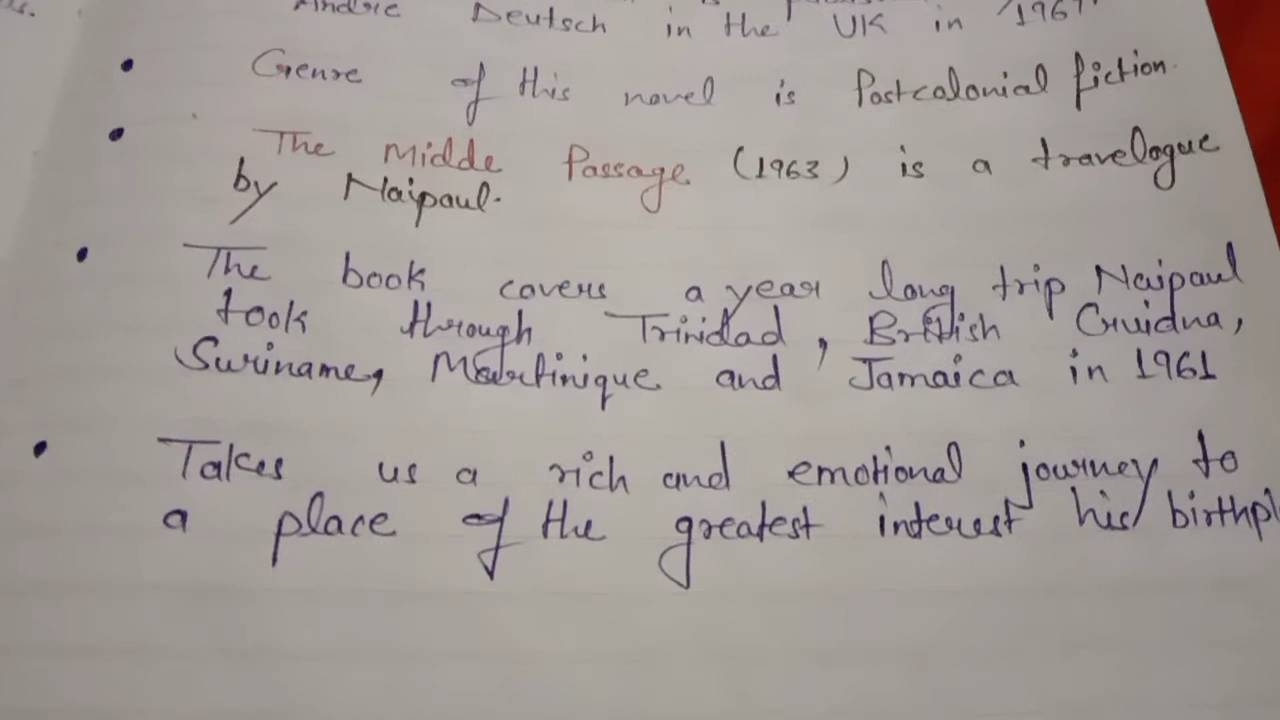 Andre Deutsch in the UK in 1967
Genre of this novel is Postcolonial fiction.
The Midde Passage (1963) is a travelogue
by Naipaul.
The book covers a year long trip Naipaul
took through Trinidad, British Guidna,
Suriname, Martinique and Jamaica in 1961
Takes us a rich and emotional journey to
a place of the greatest interest his birthpl